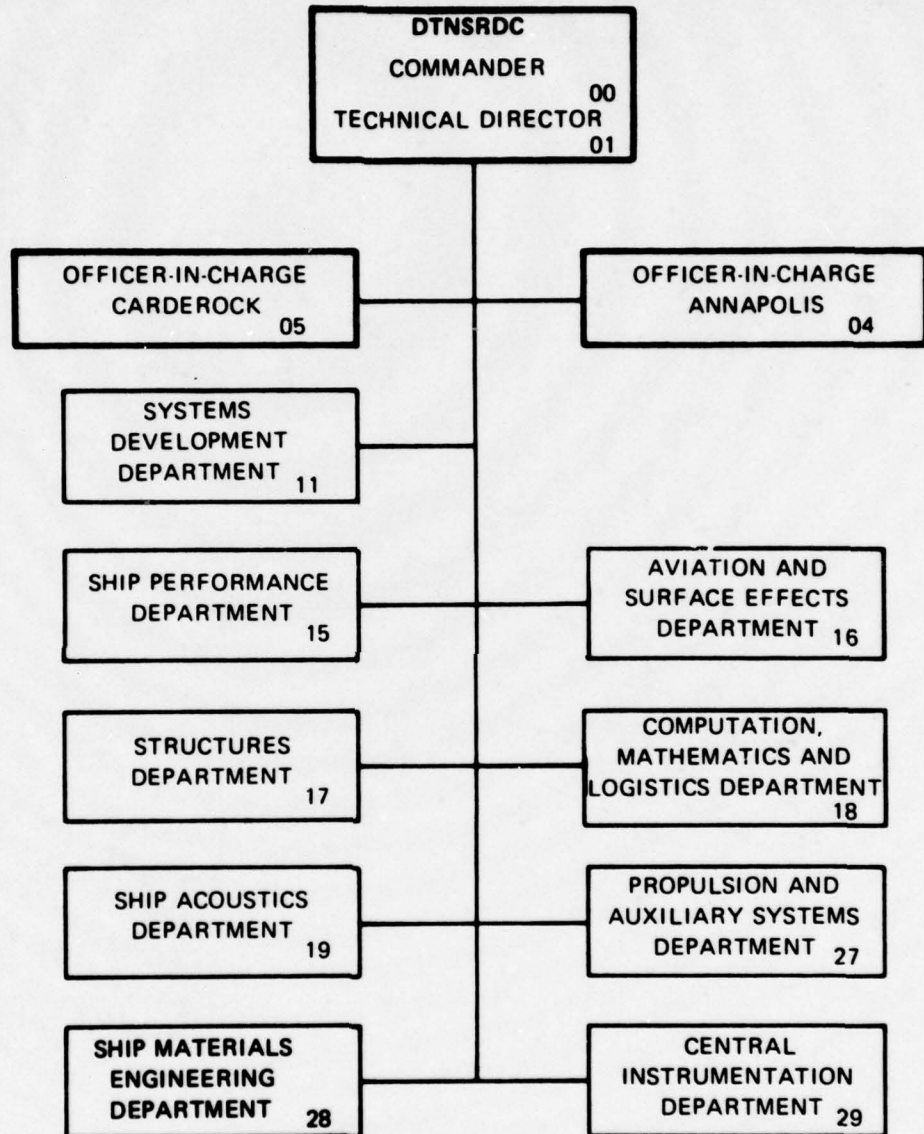 DTNSRDC
COMMANDER
00
TECHNICAL DIRECTOR
01
OFFICER-IN-CHARGE
CARDEROCK
05
OFFICER-IN-CHARGE
ANNAPOLIS
04
SYSTEMS
DEVELOPMENT
DEPARTMENT
11
SHIP PERFORMANCE
DEPARTMENT
15
AVIATION AND
SURFACE EFFECTS
DEPARTMENT
16
STRUCTURES
DEPARTMENT
17
COMPUTATION,
MATHEMATICS AND
LOGISTICS DEPARTMENT
18
SHIP ACOUSTICS
DEPARTMENT
19
PROPULSION AND
AUXILIARY SYSTEMS
DEPARTMENT
27
SHIP MATERIALS
ENGINEERING
DEPARTMENT
28
CENTRAL
INSTRUMENTATION
DEPARTMENT
29